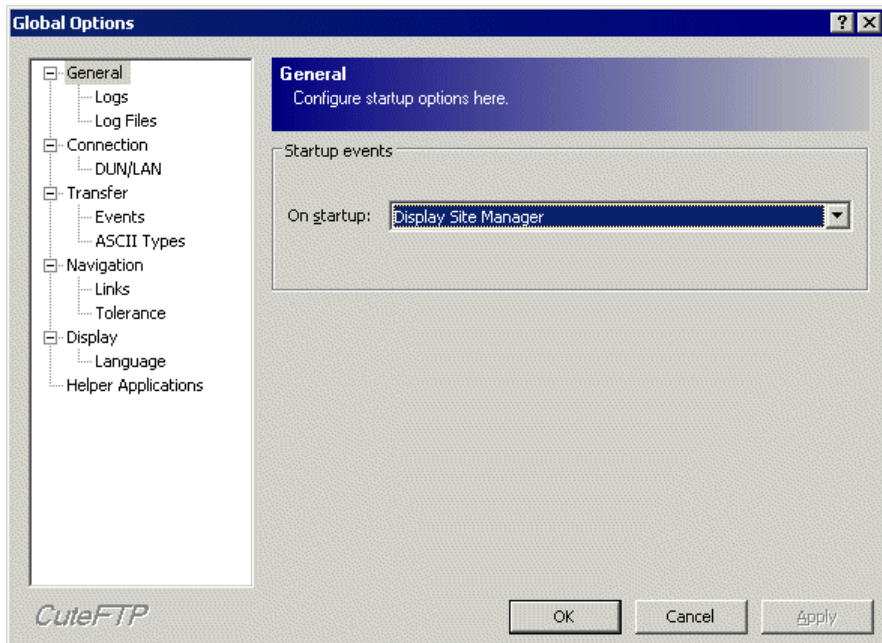 Global Options
General
Logs
Log Files
Connection
DUN/LAN
Transfer
Events
ASCII Types
Navigation
Links
Tolerance
Display
Language
Helper Applications
General
Configure startup options here.
Startup events
On startup: Display Site Manager
CuteFTP
OK Cancel Apply